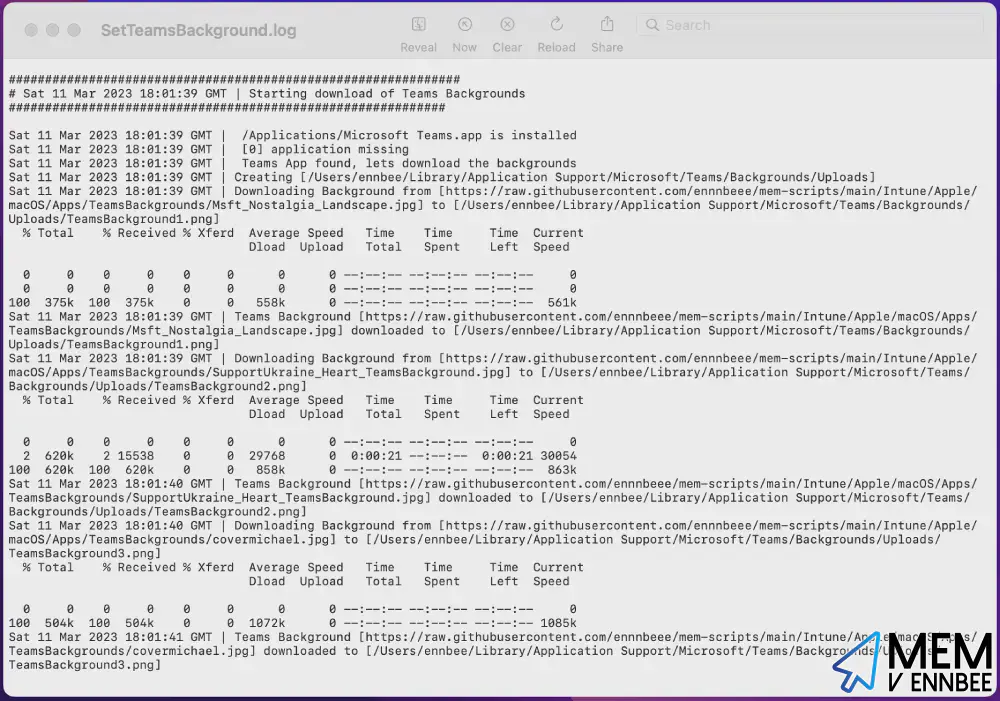 SetTeamsBackground.log
Reveal Now Clear Reload Share
Search
##############################################################
# Sat 11 Mar 2023 18:01:39 GMT | Starting download of Teams Backgrounds
############################################################
Sat 11 Mar 2023 18:01:39 GMT |  /Applications/Microsoft Teams.app is installed
Sat 11 Mar 2023 18:01:39 GMT |  [0] application missing
Sat 11 Mar 2023 18:01:39 GMT |  Teams App found, lets download the backgrounds
Sat 11 Mar 2023 18:01:39 GMT | Creating [/Users/ennbee/Library/Application Support/Microsoft/Teams/Backgrounds/Uploads]
Sat 11 Mar 2023 18:01:39 GMT | Downloading Background from [https://raw.githubusercontent.com/ennnbeee/mem-scripts/main/Intune/Apple/
macOS/Apps/TeamsBackgrounds/Msft_Nostalgia_Landscape.jpg] to [/Users/ennbee/Library/Application Support/Microsoft/Teams/Backgrounds/
Uploads/TeamsBackground1.png]
  % Total    % Received % Xferd  Average Speed   Time    Time     Time  Current
                                 Dload  Upload   Total   Spent    Left  Speed
  0     0    0     0    0     0      0      0 --:--:-- --:--:-- --:--:--     0
  0     0    0     0    0     0      0      0 --:--:-- --:--:-- --:--:--     0
100  375k  100  375k    0     0   558k      0 --:--:-- --:--:-- --:--:--  561k
Sat 11 Mar 2023 18:01:39 GMT | Teams Background [https://raw.githubusercontent.com/ennnbeee/mem-scripts/main/Intune/Apple/macOS/Apps/
TeamsBackgrounds/Msft_Nostalgia_Landscape.jpg] downloaded to [/Users/ennbee/Library/Application Support/Microsoft/Teams/Backgrounds/
Uploads/TeamsBackground1.png]
Sat 11 Mar 2023 18:01:39 GMT | Downloading Background from [https://raw.githubusercontent.com/ennnbeee/mem-scripts/main/Intune/Apple/
macOS/Apps/TeamsBackgrounds/SupportUkraine_Heart_TeamsBackground.jpg] to [/Users/ennbee/Library/Application Support/Microsoft/Teams/
Backgrounds/Uploads/TeamsBackground2.png]
  % Total    % Received % Xferd  Average Speed   Time    Time     Time  Current
                                 Dload  Upload   Total   Spent    Left  Speed
  0     0    0     0    0     0      0      0 --:--:-- --:--:-- --:--:--     0
  2  620k    2 15538    0     0  29768      0  0:00:21 --:--:--  0:00:21 30054
100  620k  100  620k    0     0   858k      0 --:--:-- --:--:-- --:--:--  863k
Sat 11 Mar 2023 18:01:40 GMT | Teams Background [https://raw.githubusercontent.com/ennnbeee/mem-scripts/main/Intune/Apple/macOS/Apps/
TeamsBackgrounds/SupportUkraine_Heart_TeamsBackground.jpg] downloaded to [/Users/ennbee/Library/Application Support/Microsoft/Teams/
Backgrounds/Uploads/TeamsBackground2.png]
Sat 11 Mar 2023 18:01:40 GMT | Downloading Background from [https://raw.githubusercontent.com/ennnbeee/mem-scripts/main/Intune/Apple/
macOS/Apps/TeamsBackgrounds/covermichael.jpg] to [/Users/ennbee/Library/Application Support/Microsoft/Teams/Backgrounds/Uploads/
TeamsBackground3.png]
  % Total    % Received % Xferd  Average Speed   Time    Time     Time  Current
                                 Dload  Upload   Total   Spent    Left  Speed
  0     0    0     0    0     0      0      0 --:--:-- --:--:-- --:--:--     0
100  504k  100  504k    0     0  1072k      0 --:--:-- --:--:-- --:--:-- 1085k
Sat 11 Mar 2023 18:01:41 GMT | Teams Background [https://raw.githubusercontent.com/ennnbeee/mem-scripts/main/Intune/Apple/macOS/Apps/
TeamsBackgrounds/covermichael.jpg] downloaded to [/Users/ennbee/Library/Application Support/Microsoft/Teams/Backgrounds/Uploads/
TeamsBackground3.png]
MEM
V ENNBEE